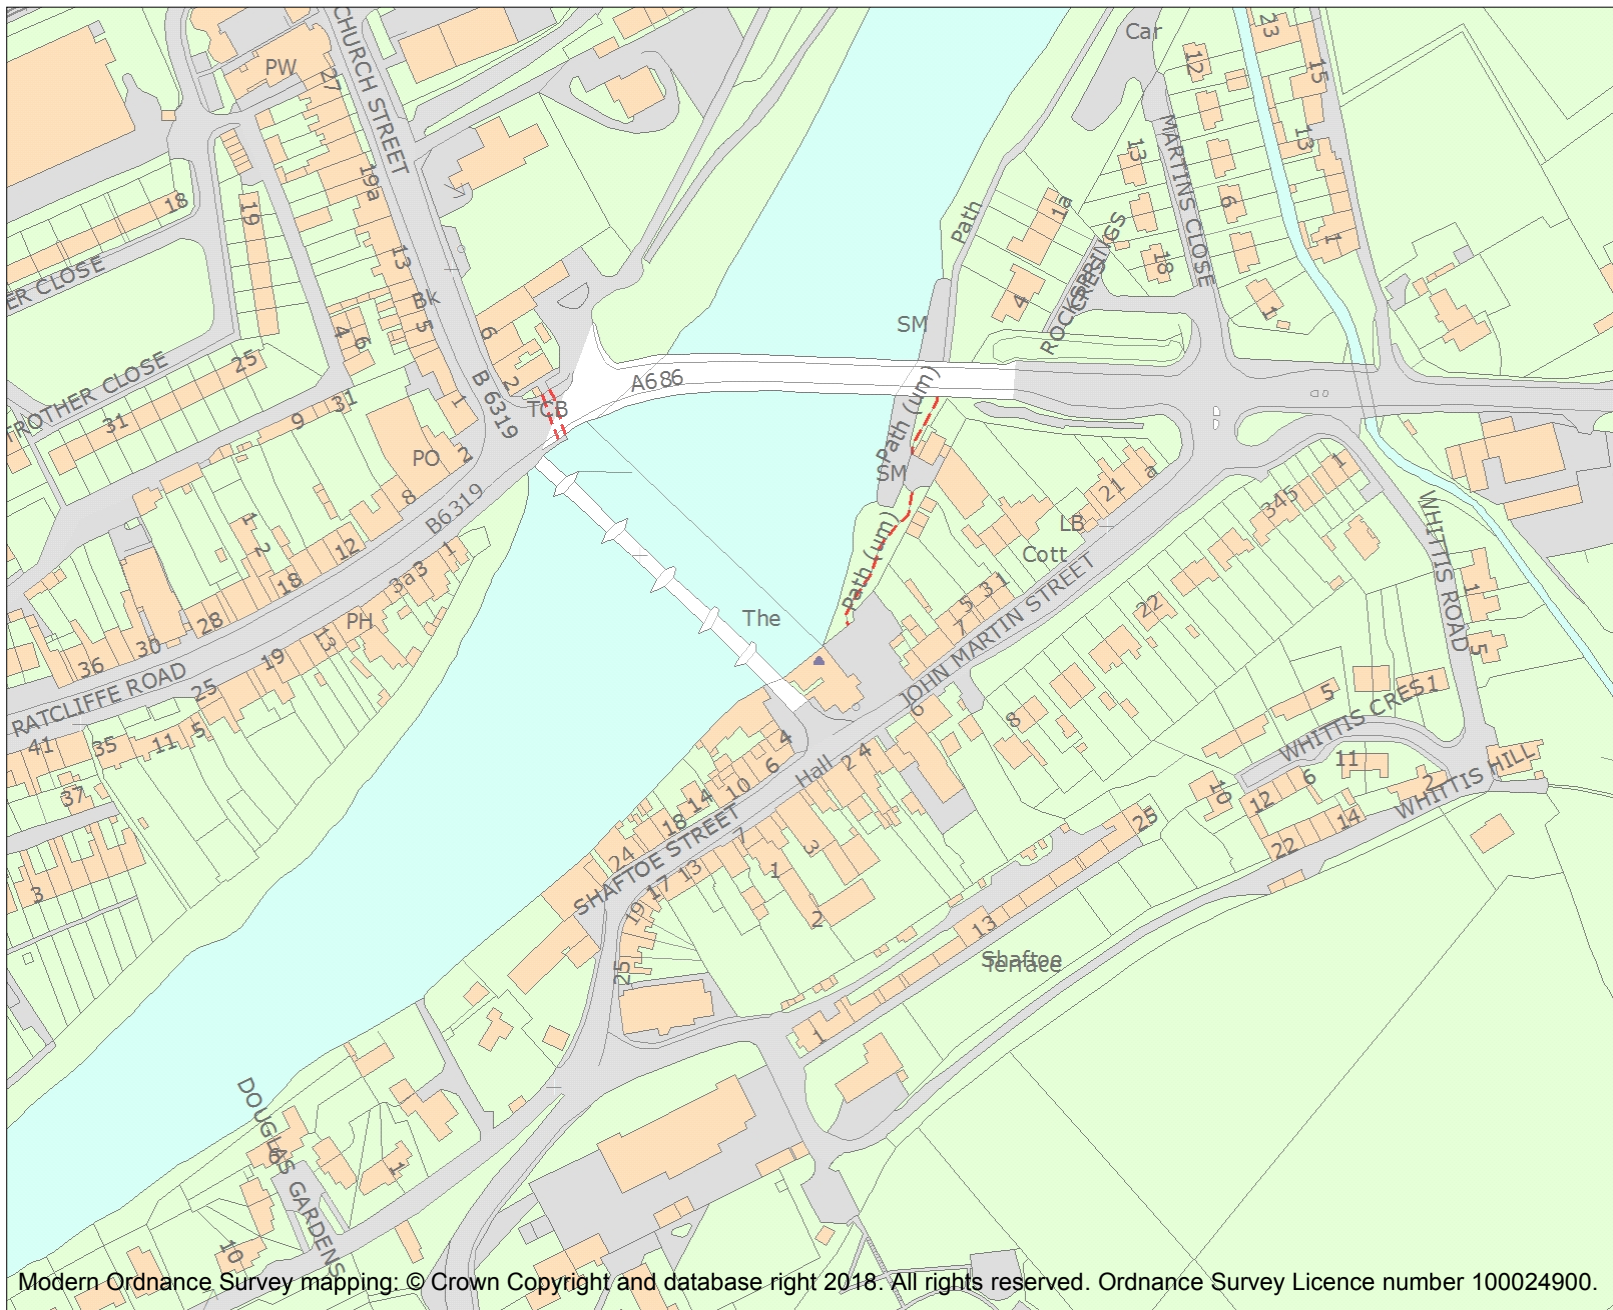 Car
23
CHURCH STREET
PW
27
12
15
MARTINS CLOSE
13
13
19a
18
19
1a
6
Path
1
13
18
ER CLOSE
ROCKSPRINGS
CRES
4
Bk
5
1
SM
4
6
6
A686
25
TROTHER CLOSE
2
B 6319
31
9
31
1
TCB
Path (um)
PO
2
SM
21
a
1
8
B6319
345
WHITTIS ROAD
1
2
12
LB
Cott
1
Path (um)
3a
3
18
5
3
1
1
28
PH
The
7
22
JOHN MARTIN STREET
13
30
36
19
5
RATCLIFFE ROAD
25
5
1
WHITTIS CRES
6
8
41
35
11
5
4
Hall
2
4
11
WHITTIS HILL
6
10
37
10
12
6
2
14
18
SHAFTOE STREET
7
3
25
14
22
24
1
13
17
19
3
2
13
25
Shaftoe
Terrace
1
DOUGLAS GARDENS
6
1
10
Modern Ordnance Survey mapping: © Crown Copyright and database right 2018. All rights reserved. Ordnance Survey Licence number 100024900.